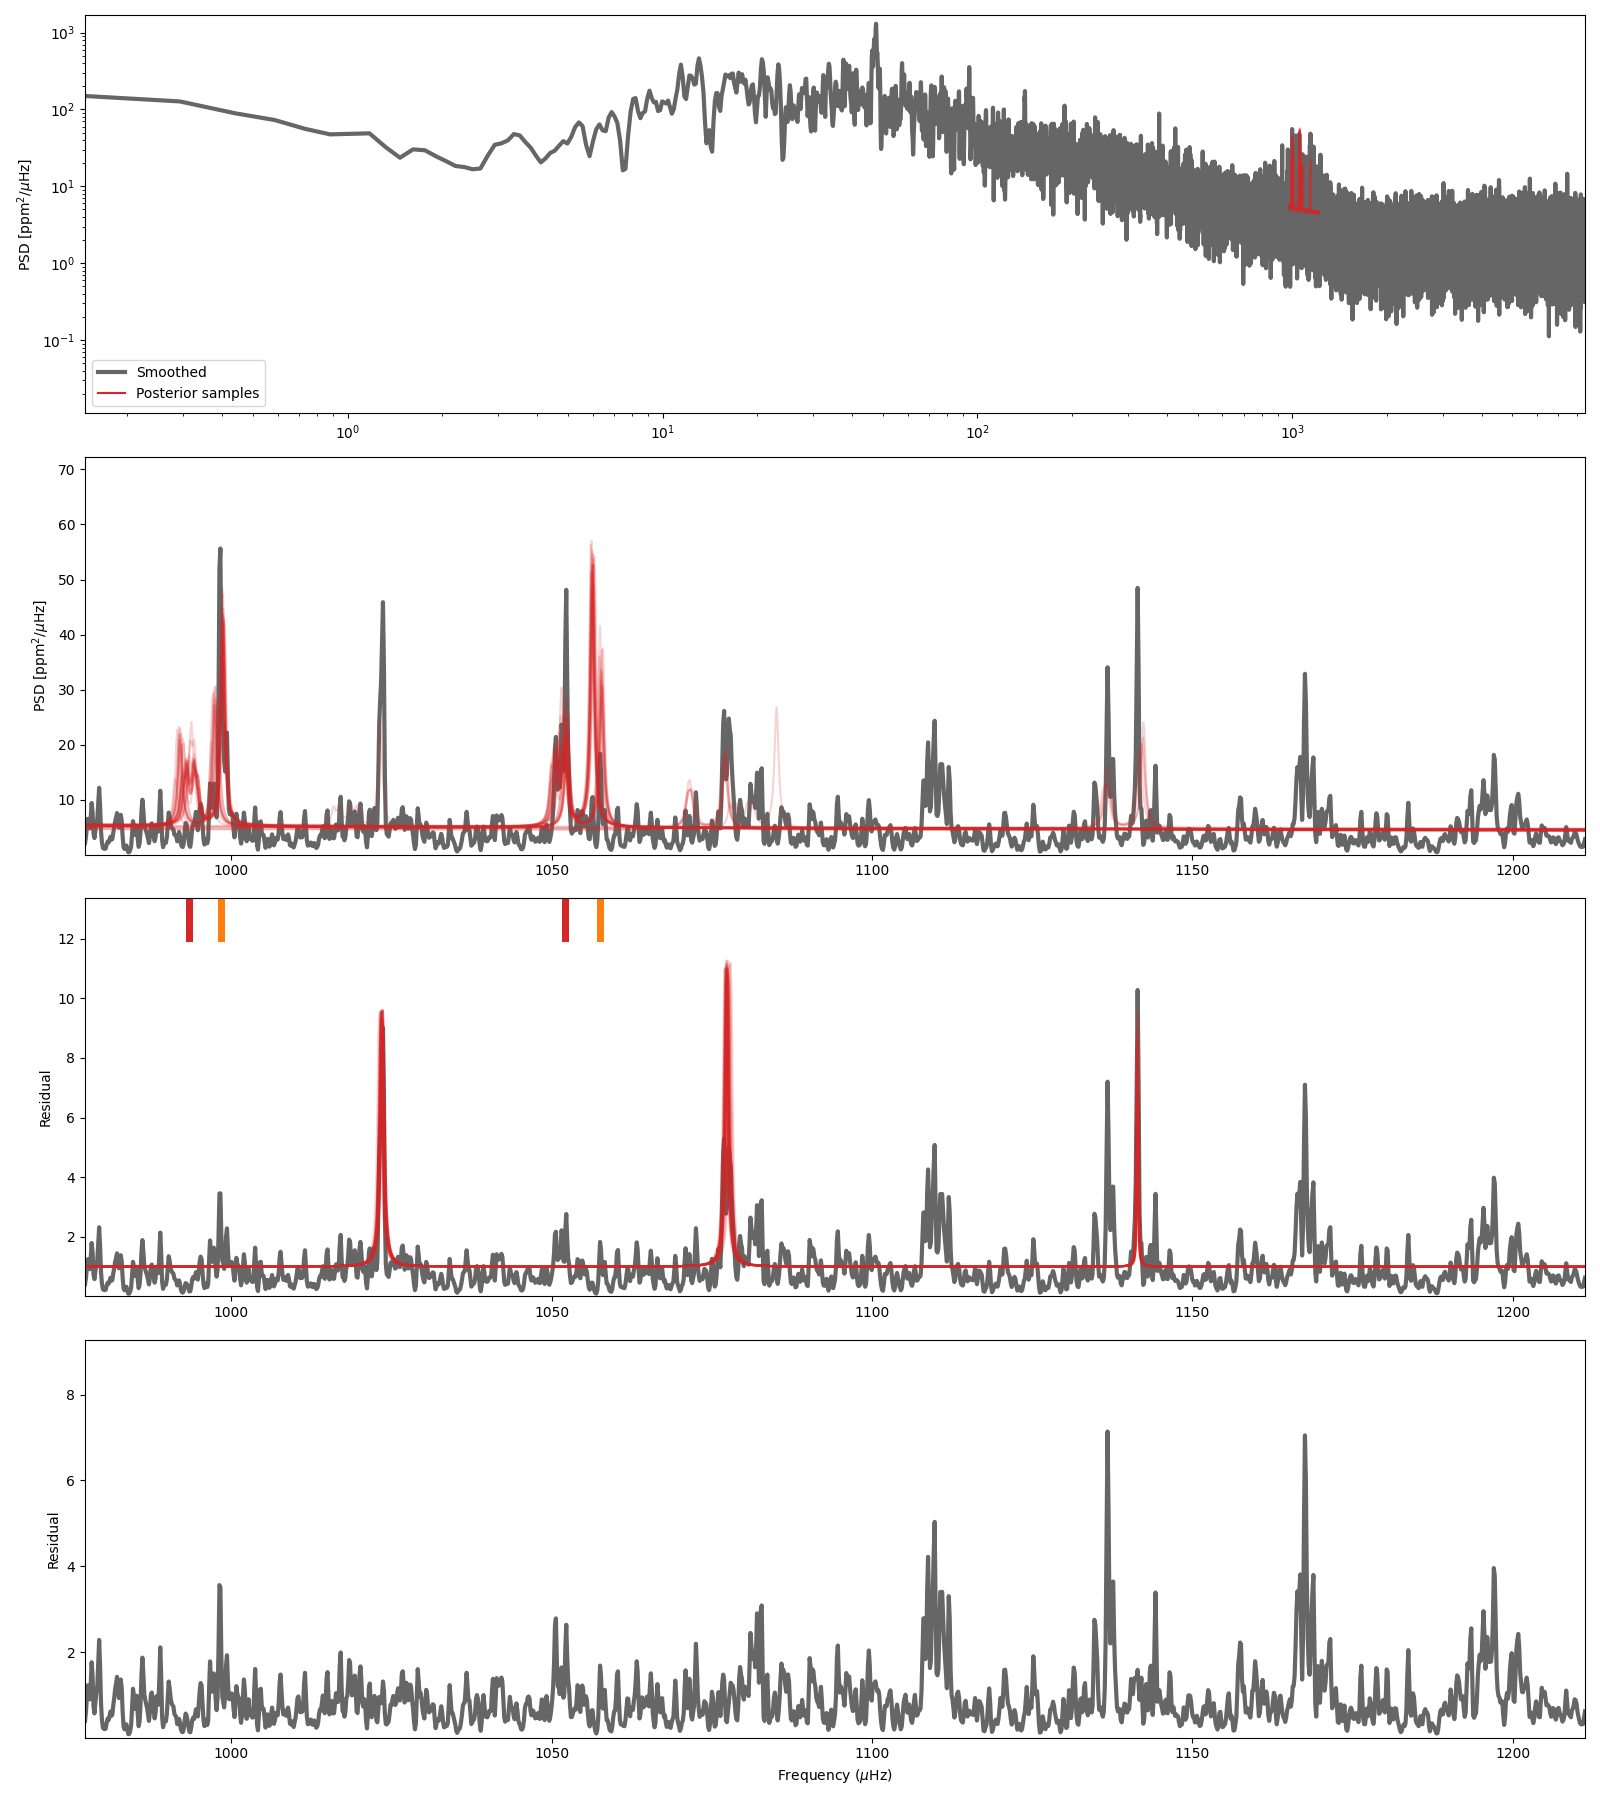 10³
10²
10¹
10⁰
10⁻¹
PSD [ppm²/μHz]
Smoothed
Posterior samples
10⁰ 10¹ 10² 10³
70
60
50
40
30
20
10
PSD [ppm²/μHz]
1000 1050 1100 1150 1200
12
10
8
6
4
2
Residual
1000 1050 1100 1150 1200
8
6
4
2
Residual
1000 1050 1100 1150 1200
Frequency (μHz)